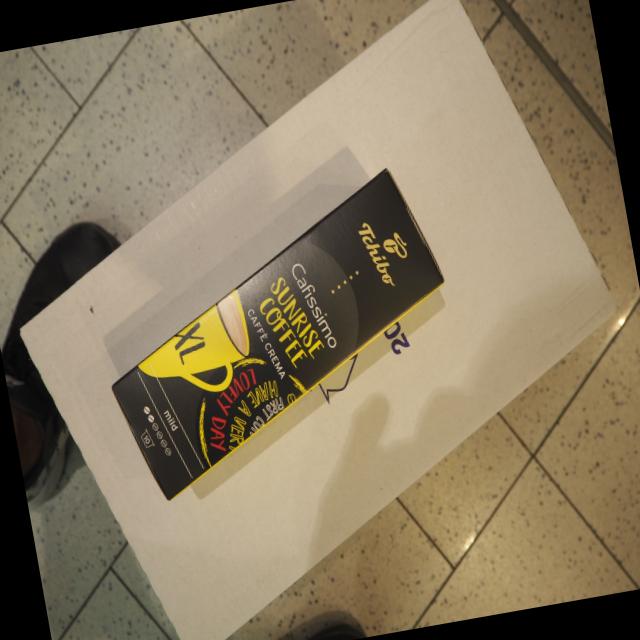 Tchibo
Cafissimo
SUNRISE
COFFEE
CAFFÈ CREMA
XL
HAVE A VERY
LOVELY DAY
mild